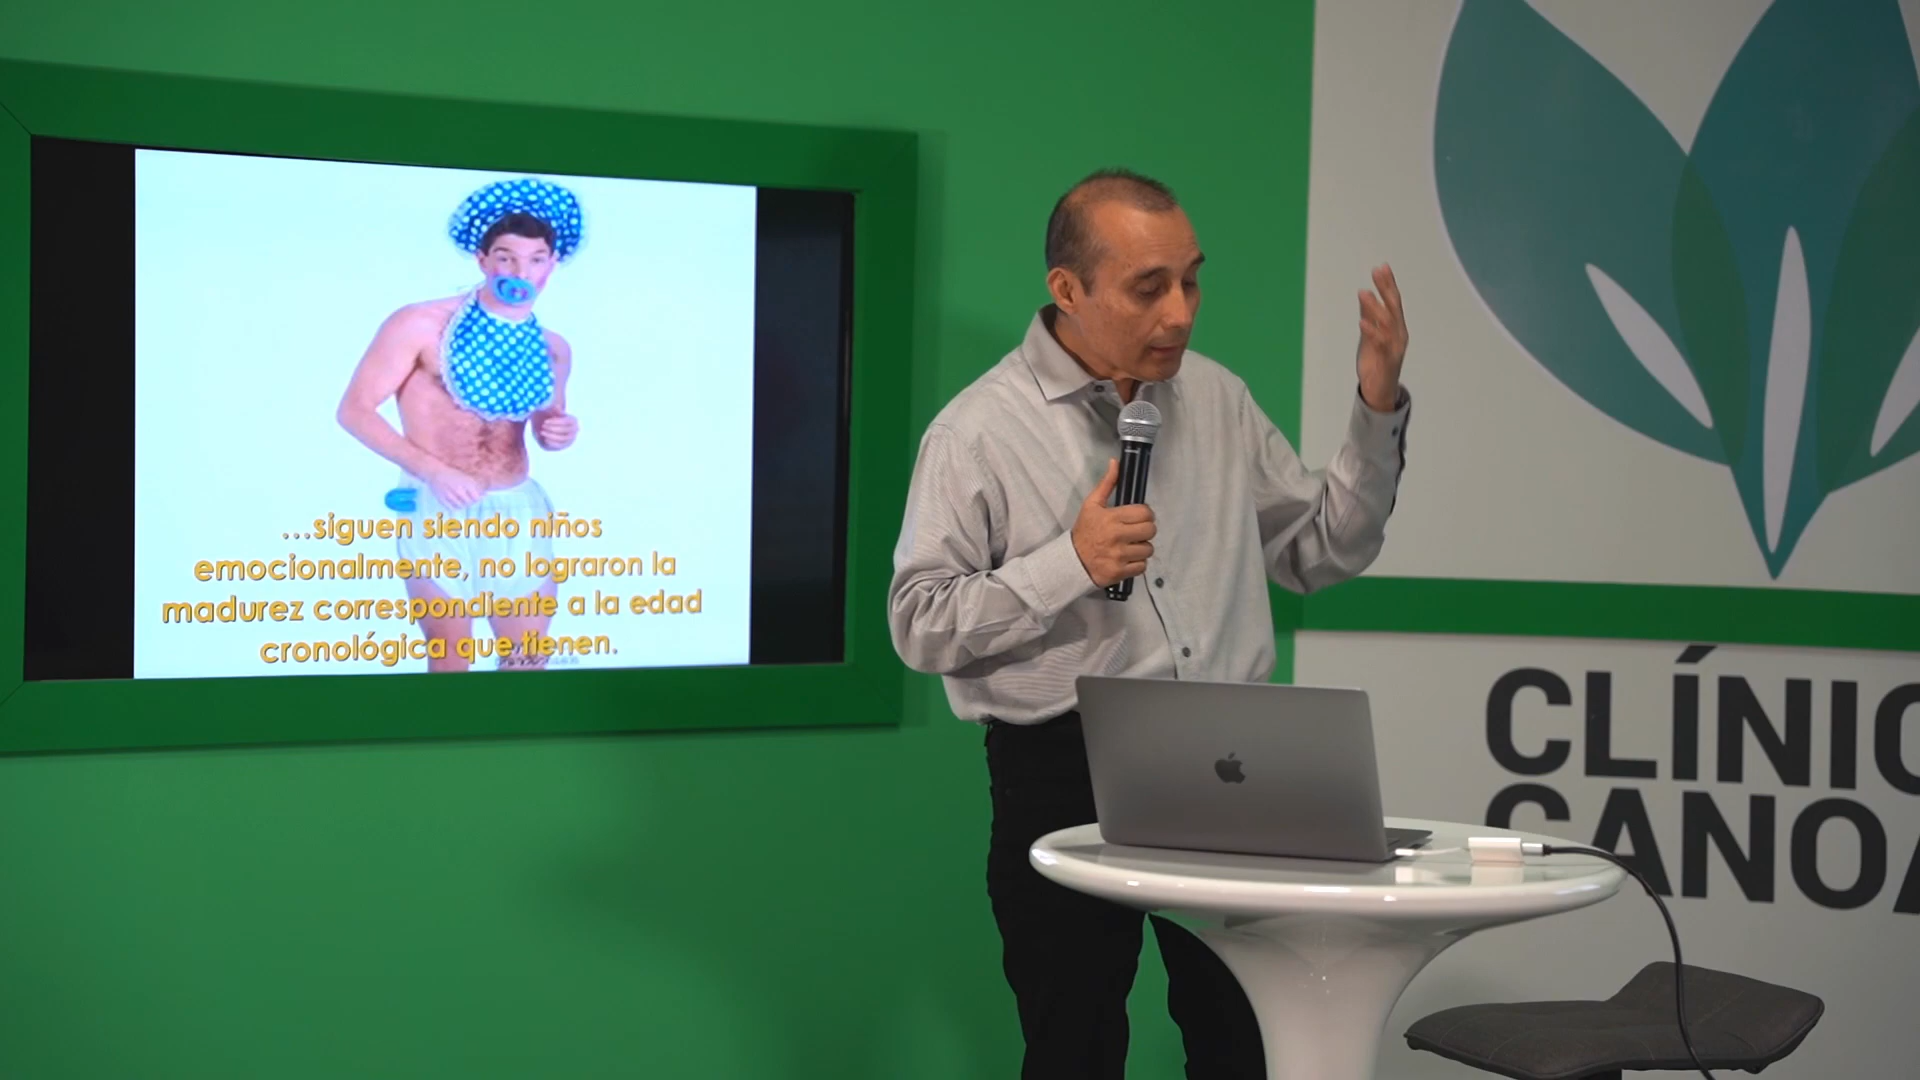 ...siguen siendo niños
emocionalmente, no lograron la
madurez correspondiente a la edad
cronológica que tienen.
CLÍNIC
CANOA